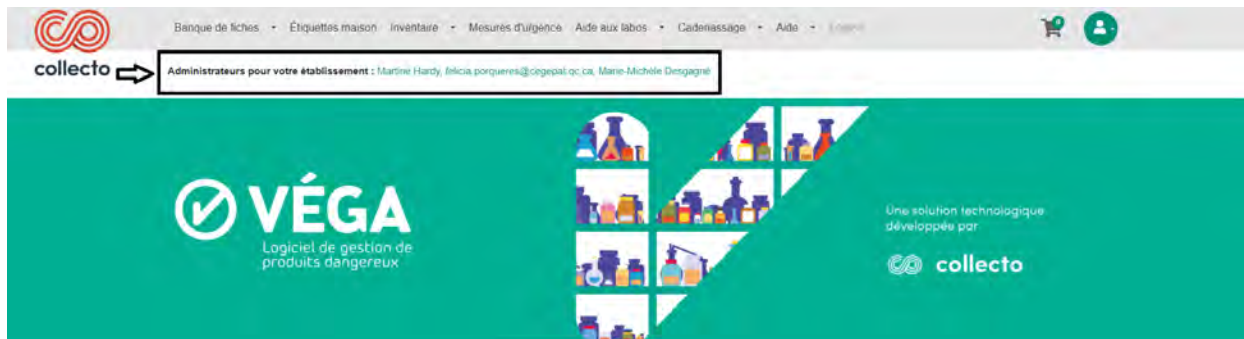 Banque de fiches Étiquettes maison Inventaire Mesures d'urgence Aide aux labos Cadenassage Aide
0
collecto
Administrateurs pour votre établissement : Martine Hardy, felicia.porqueres@cegepat.qc.ca, Marie-Michèle Desgagné
VÉGA
Logiciel de gestion de
produits dangereux
Une solution technologique
développée par
collecto